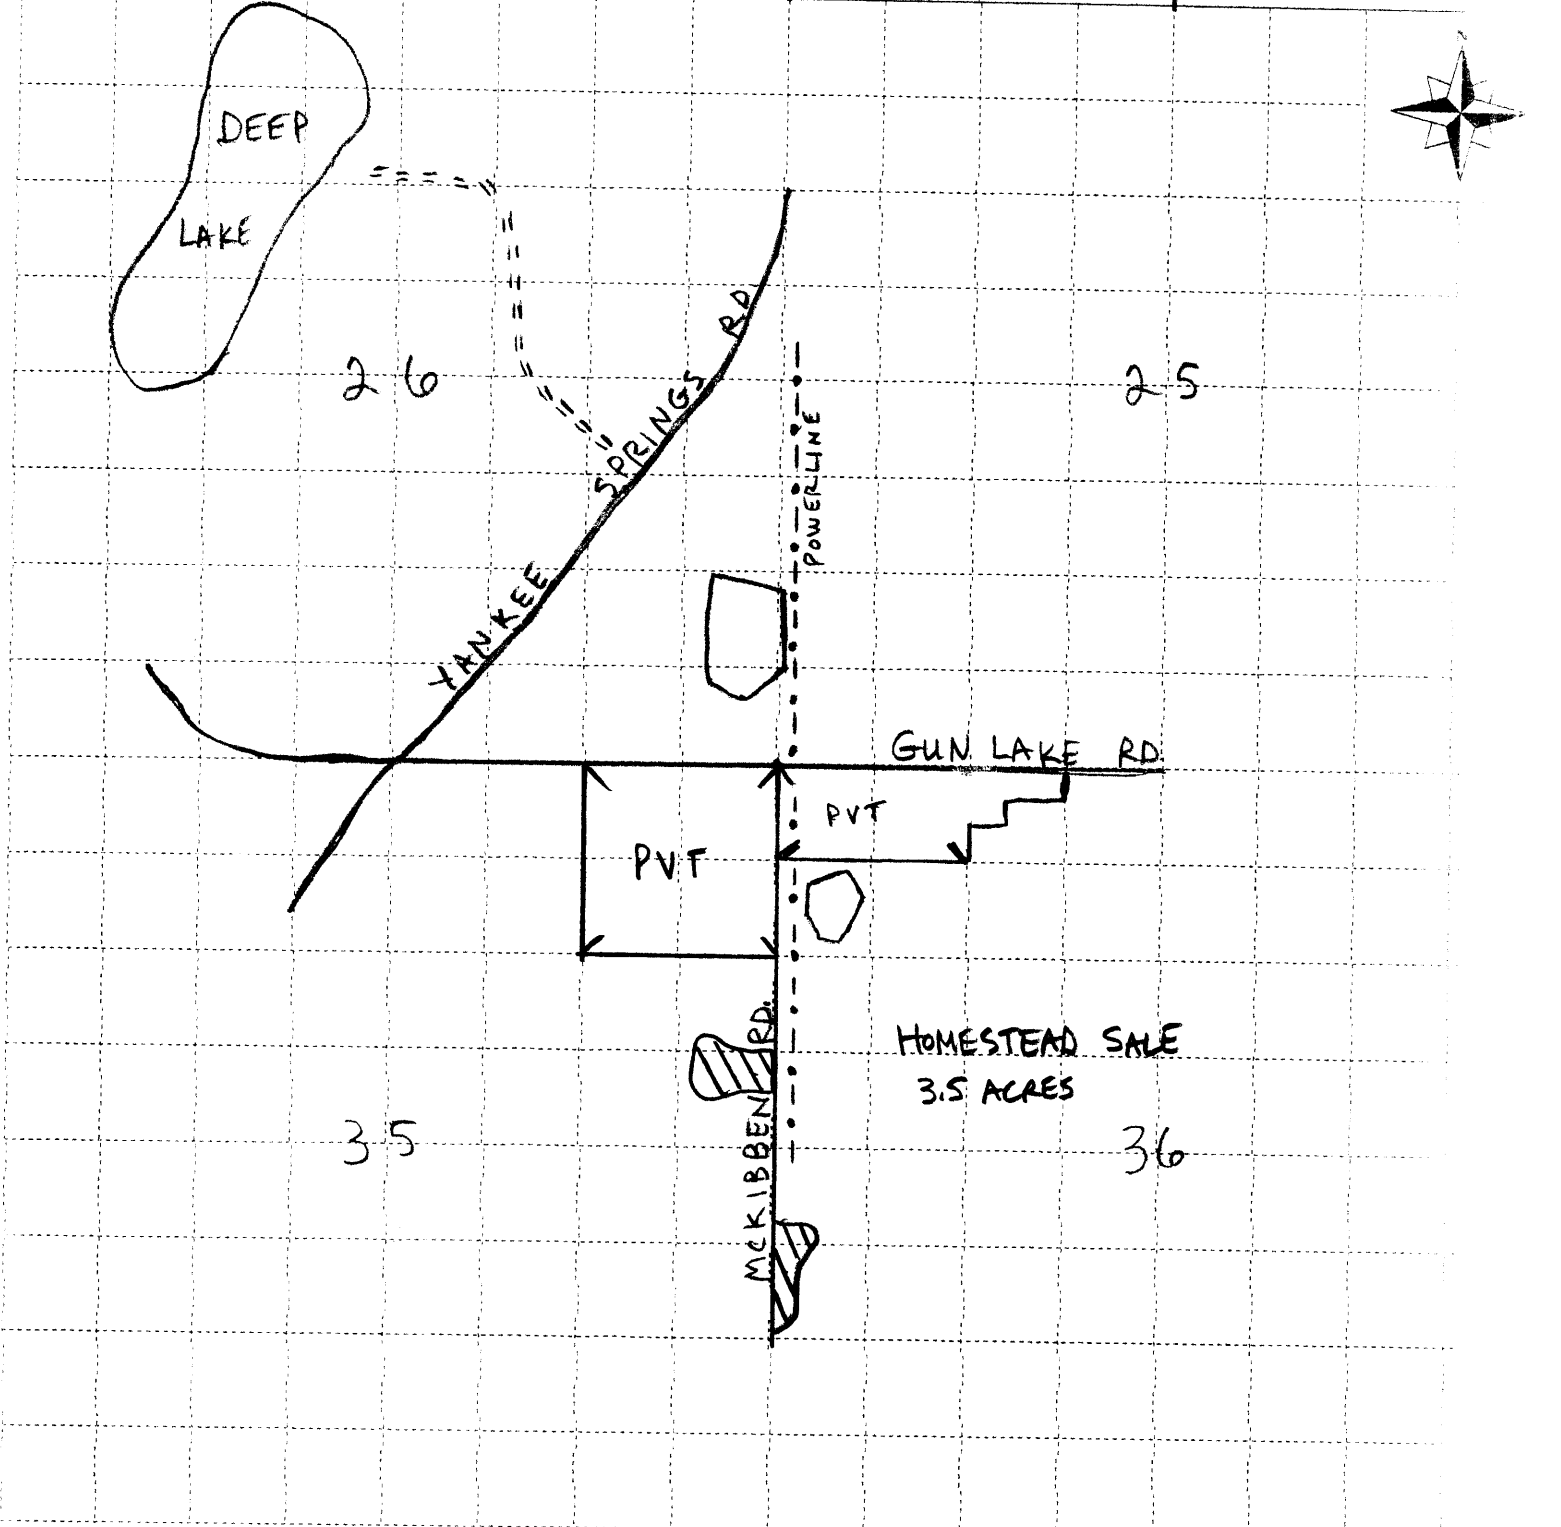 N
DEEP
LAKE
26
25
YANKEE SPRINGS RD
POWERLINE
GUN LAKE RD.
PVT
PVT
HOMESTEAD SALE
3.5 ACRES
MCKIBBEN RD.
35
36